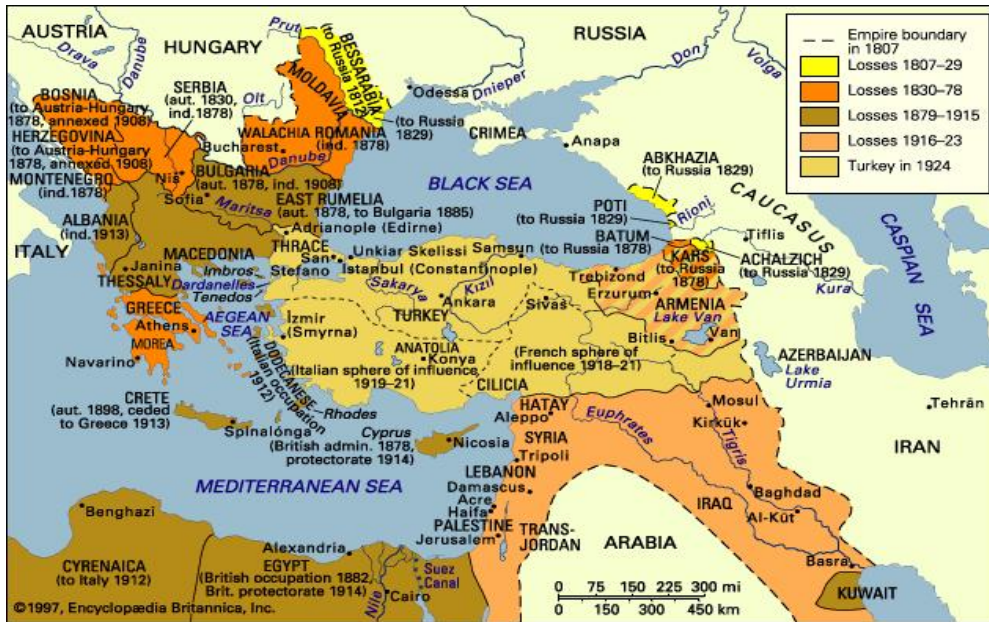 AUSTRIA
Drava
Danube
HUNGARY
Prut
BESSARABIA
(to Russia
1812)
MOLDAVIA
RUSSIA
Don
Volga
Dnieper
Odessa
(to Russia
1829)
CRIMEA
Anapa
Empire boundary
in 1807
Losses 1807–29
Losses 1830–78
Losses 1879–1915
Losses 1916–23
Turkey in 1924
BOSNIA
(to Austria-Hungary
1878, annexed 1908)
HERZEGOVINA
(to Austria-Hungary
1878, annexed 1908)
MONTENEGRO
(ind.1878)
SERBIA
(aut. 1830,
ind.1878)
Olt
WALACHIA
Bucharest
ROMANIA
(ind. 1878)
Danube
Nis
Sofia
BULGARIA
(aut. 1878, ind. 1908)
EAST RUMELIA
(aut. 1878, to Bulgaria 1885)
Maritsa
Adrianople (Edirne)
BLACK SEA
ABKHAZIA
(to Russia
1829)
CAUCASUS
POTI
(to Russia 1829)
Rioni
BATUM
(to Russia 1878)
KARS
(to Russia
1878)
Tiflis
ACHALZICH
(to Russia
1829)
Kura
CASPIAN SEA
ITALY
ALBANIA
(ind.1913)
MACEDONIA
THRACE
San
Stefano
Unkiar Skelissi
Istanbul (Constantinople)
Samsun
Janina
THESSALY
Imbros
Dardanelles
Tenedos
Sakarya
Kizil
Ankara
Sivas
Trebizond
Erzurum
ARMENIA
Lake Van
Van
Bitlis
GREECE
Athens
MOREA
Navarino
AEGEAN
SEA
İzmir
(Smyrna)
TURKEY
ANATOLIA
Konya
(Italian sphere of influence
1919–21)
(French sphere of
influence 1918–21)
CILICIA
AZERBAIJAN
Lake
Urmia
Tehrān
IRAN
DODECANESE
(Italian occupation
1912)
Rhodes
CRETE
(aut. 1898, ceded
to Greece 1913)
Spinalónga
Cyprus
(British admin. 1878,
protectorate 1914)
Nicosia
HATAY
Aleppo
Euphrates
Mosul
Kirkūk
Tigris
SYRIA
Tripoli
LEBANON
Damascus
Acre
Haifa
PALESTINE
Jerusalem
TRANS-
JORDAN
IRAQ
Baghdad
Al-Kūt
Basra
KUWAIT
ARABIA
MEDITERRANEAN SEA
Benghazi
CYRENAICA
(to Italy 1912)
Alexandria
EGYPT
(British occupation 1882,
Brit. protectorate 1914)
Suez
Canal
Nile
Cairo
0 75 150 225 300 mi
0 150 300 450 km
©1997, Encyclopædia Britannica, Inc.